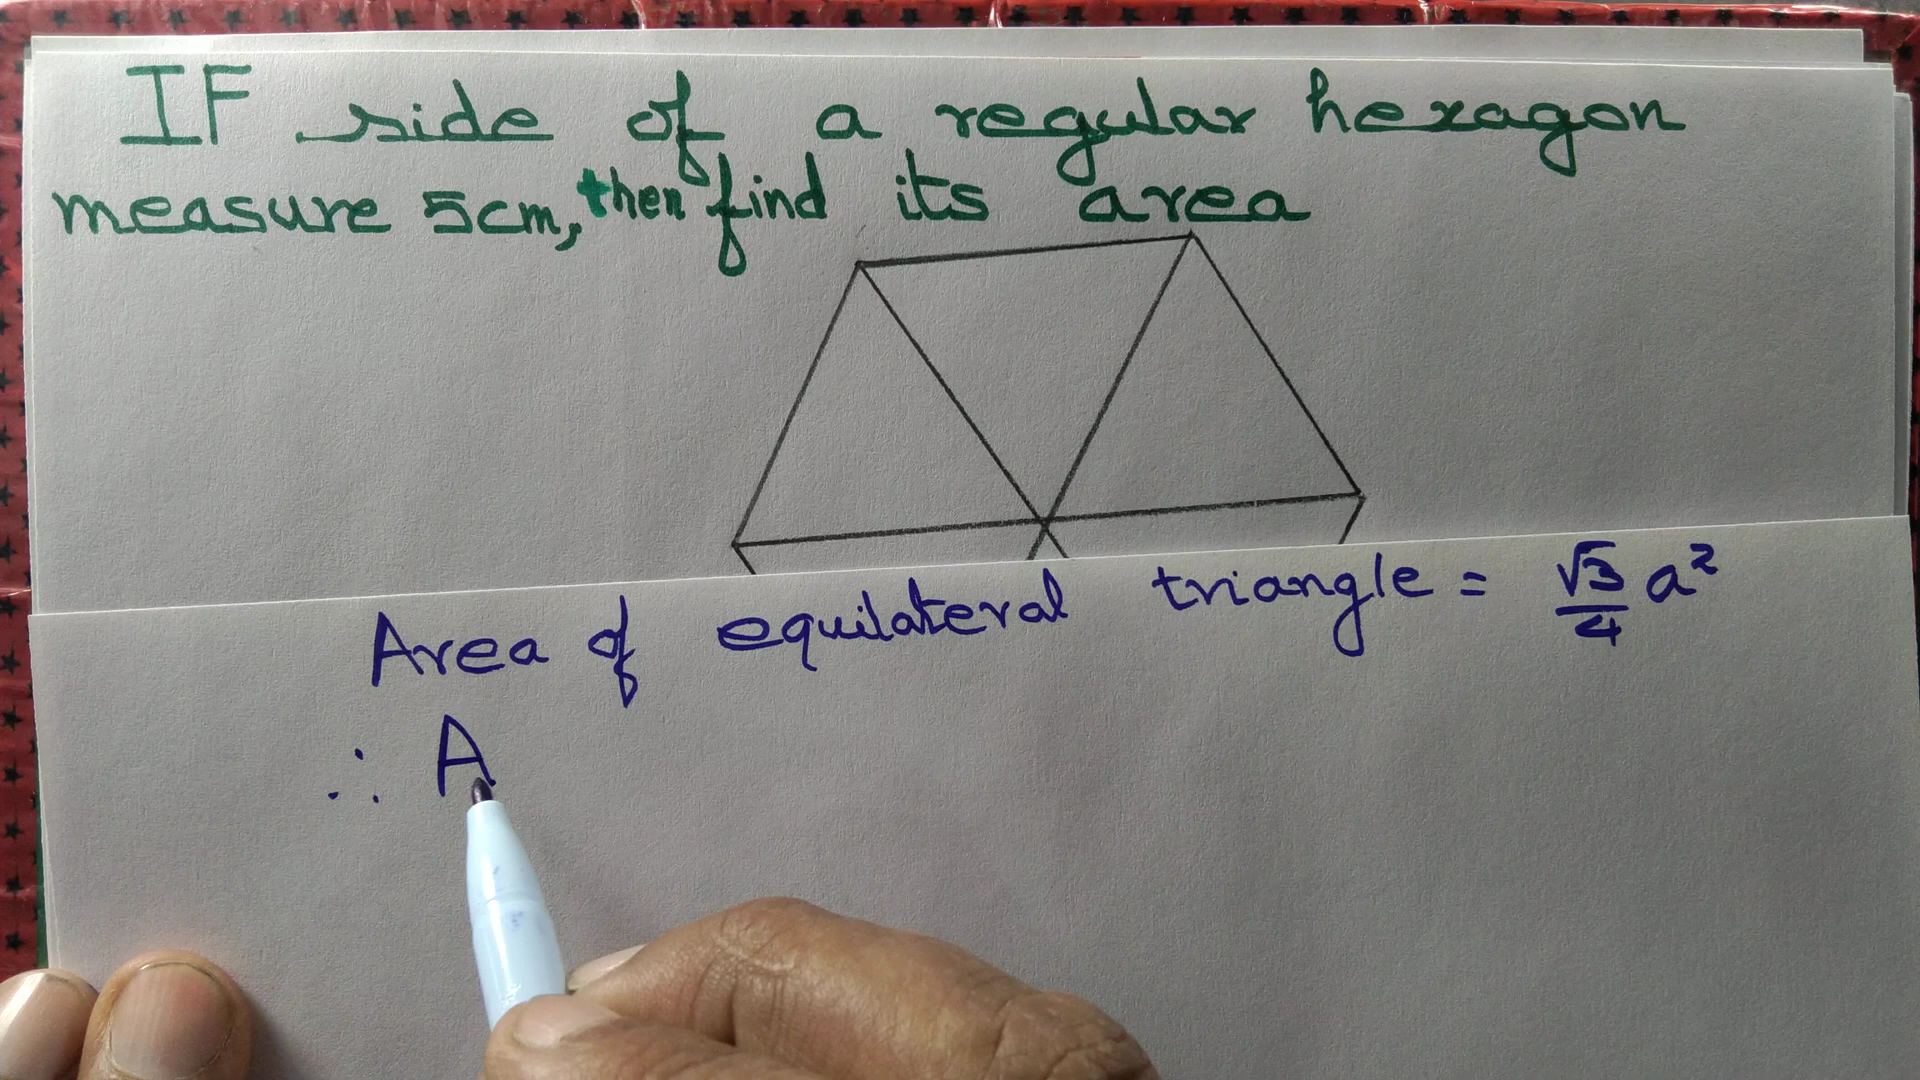 IF side of a regular hexagon
measure 5cm, then find its area
Area of equilateral triangle = √3/4 a²
∴ A